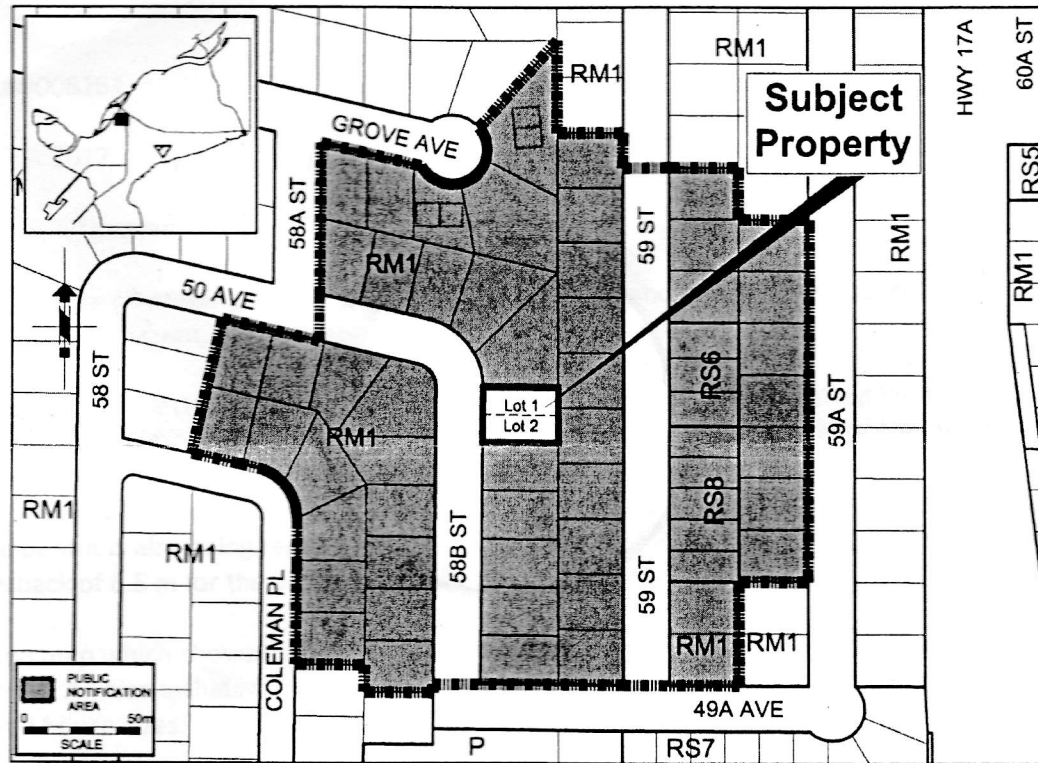 RM1
HWY 17A
60A ST
Subject
Property
GROVE AVE
RS5
58A ST
59 ST
RM1
RM1
RM1
RM1
50 AVE
58 ST
Lot 1
Lot 2
RS6
59A ST
RM1
RM1
RS8
58B ST
RM1
59 ST
COLEMAN PL
RM1
RM1
PUBLIC
NOTIFICATION
AREA
0 50m
SCALE
49A AVE
P
RS7